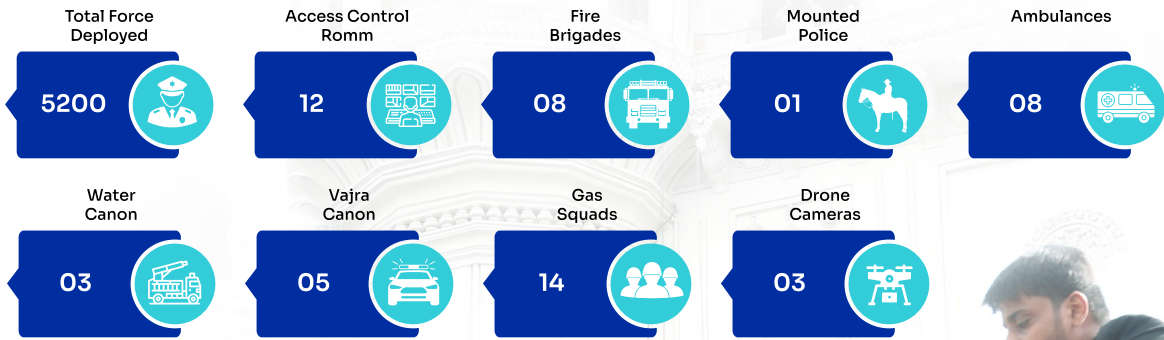 Total Force
Deployed
5200
Access Control
Romm
12
Fire
Brigades
08
Mounted
Police
01
Ambulances
08
Water
Canon
03
Vajra
Canon
05
Gas
Squads
14
Drone
Cameras
03